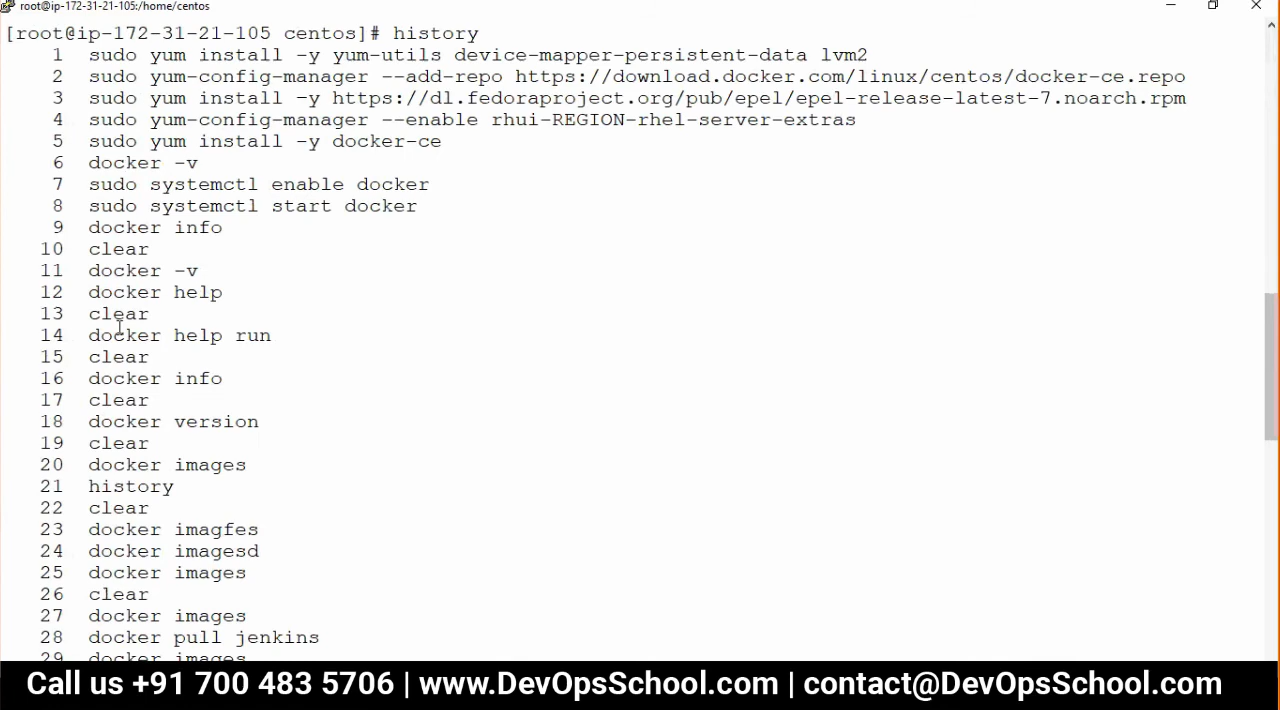 root@ip-172-31-21-105:/home/centos
[root@ip-172-31-21-105 centos]# history
1 sudo yum install -y yum-utils device-mapper-persistent-data lvm2
2 sudo yum-config-manager --add-repo https://download.docker.com/linux/centos/docker-ce.repo
3 sudo yum install -y https://dl.fedoraproject.org/pub/epel/epel-release-latest-7.noarch.rpm
4 sudo yum-config-manager --enable rhui-REGION-rhel-server-extras
5 sudo yum install -y docker-ce
6 docker -v
7 sudo systemctl enable docker
8 sudo systemctl start docker
9 docker info
10 clear
11 docker -v
12 docker help
13 clear
14 docker help run
15 clear
16 docker info
17 clear
18 docker version
19 clear
20 docker images
21 history
22 clear
23 docker imagfes
24 docker imagesd
25 docker images
26 clear
27 docker images
28 docker pull jenkins
29 docker images
Call us +91 700 483 5706 | www.DevOpsSchool.com | contact@DevOpsSchool.com